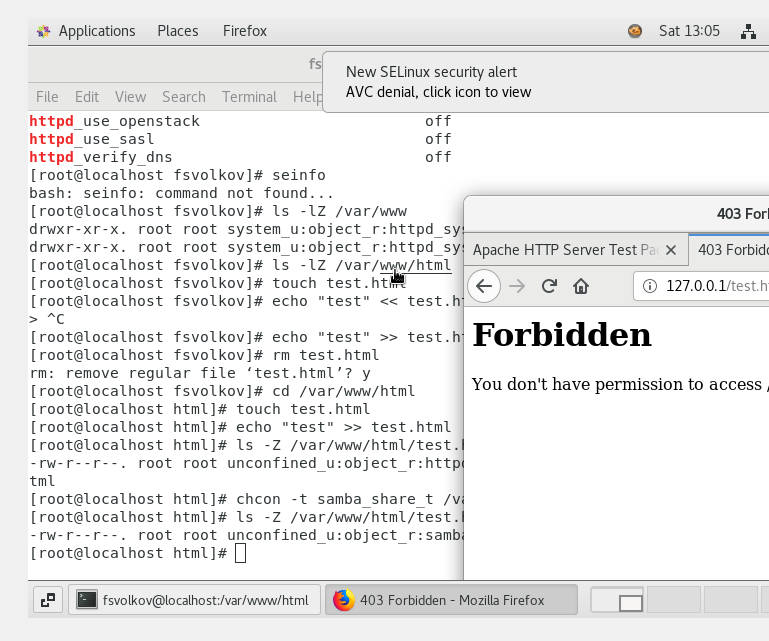 Applications Places Firefox Sat 13:05
fs
New SELinux security alert
AVC denial, click icon to view
File Edit View Search Terminal Help
httpd_use_openstack off
httpd_use_sasl off
httpd_verify_dns off
[root@localhost fsvolkov]# seinfo
bash: seinfo: command not found...
[root@localhost fsvolkov]# ls -lZ /var/www
drwxr-xr-x. root root system_u:object_r:httpd_sys
drwxr-xr-x. root root system_u:object_r:httpd_sys
[root@localhost fsvolkov]# ls -lZ /var/www/html
[root@localhost fsvolkov]# touch test.html
[root@localhost fsvolkov]# echo "test" << test.ht
> ^C
[root@localhost fsvolkov]# echo "test" >> test.ht
[root@localhost fsvolkov]# rm test.html
rm: remove regular file ‘test.html’? y
[root@localhost fsvolkov]# cd /var/www/html
[root@localhost html]# touch test.html
[root@localhost html]# echo "test" >> test.html
[root@localhost html]# ls -Z /var/www/html/test.h
-rw-r--r--. root root unconfined_u:object_r:httpd
tml
[root@localhost html]# chcon -t samba_share_t /va
[root@localhost html]# ls -Z /var/www/html/test.h
-rw-r--r--. root root unconfined_u:object_r:samba
[root@localhost html]#
403 Forb
Apache HTTP Server Test Pa 403 Forbidd
127.0.0.1/test.h
Forbidden
You don't have permission to access /
fsvolkov@localhost:/var/www/html 403 Forbidden - Mozilla Firefox